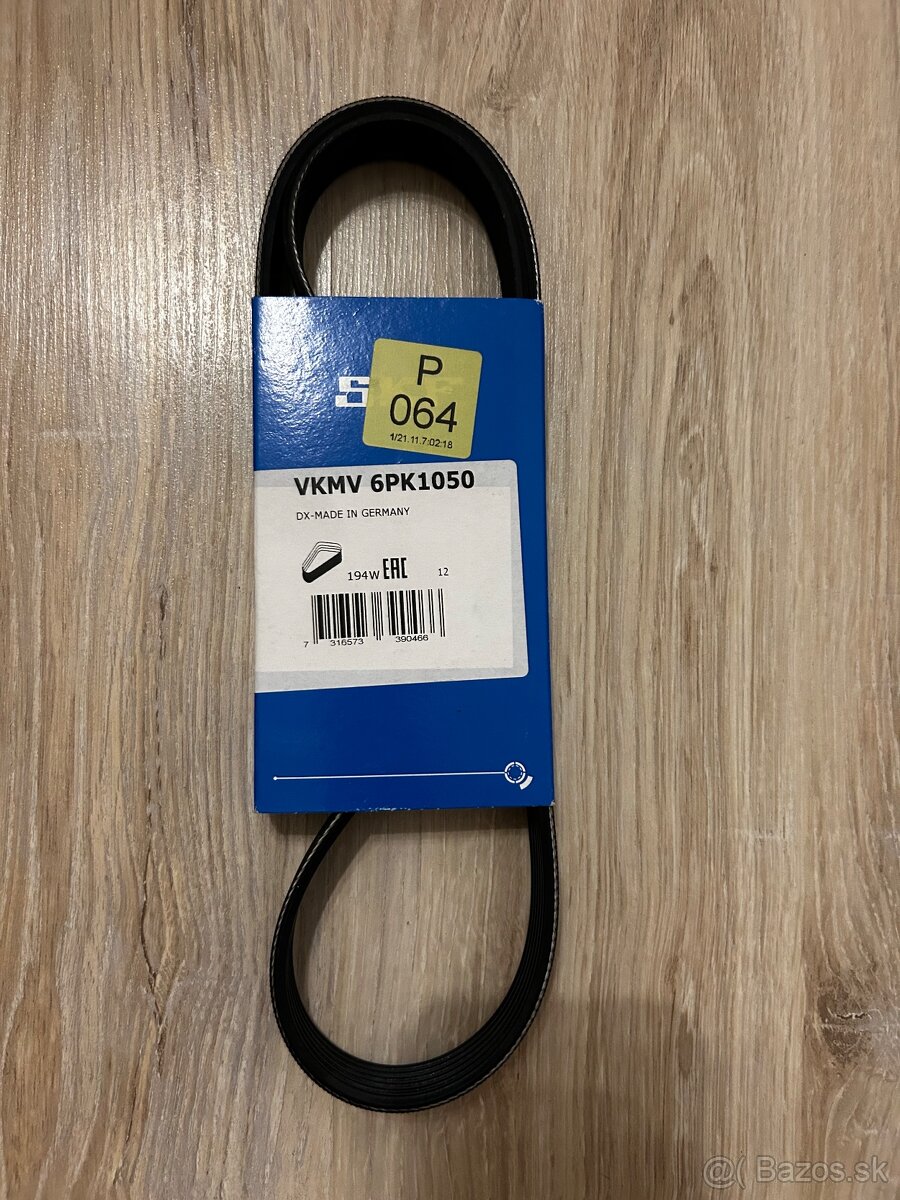 P
064
1/21.11.7:02:18
VKMV 6PK1050
DX-MADE IN GERMANY
194W EAC 12
7 316573 390466
@( Bazos.sk